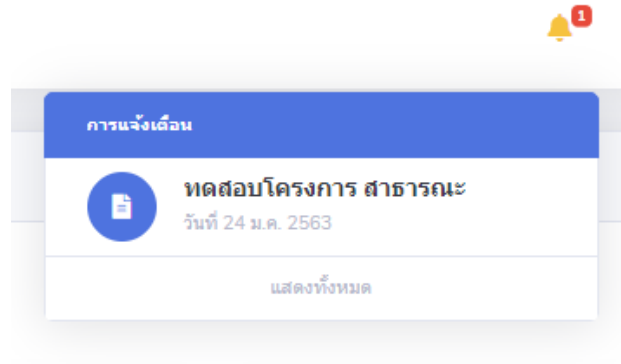 1
การแจ้งเตือน
ทดสอบโครงการ สาธารณะ
วันที่ 24 ม.ค. 2563
แสดงทั้งหมด